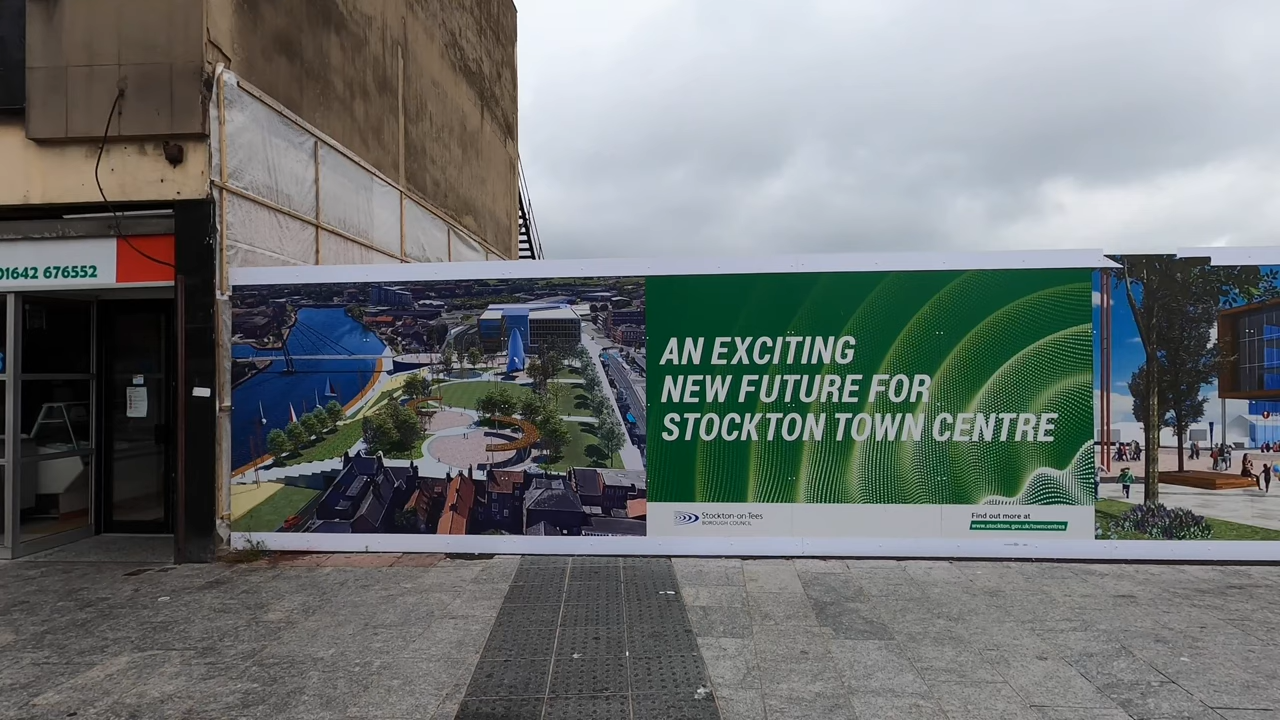 01642 676552
AN EXCITING
NEW FUTURE FOR
STOCKTON TOWN CENTRE
Stockton-on-Tees
BOROUGH COUNCIL
Find out more at
www.stockton.gov.uk/towncentres